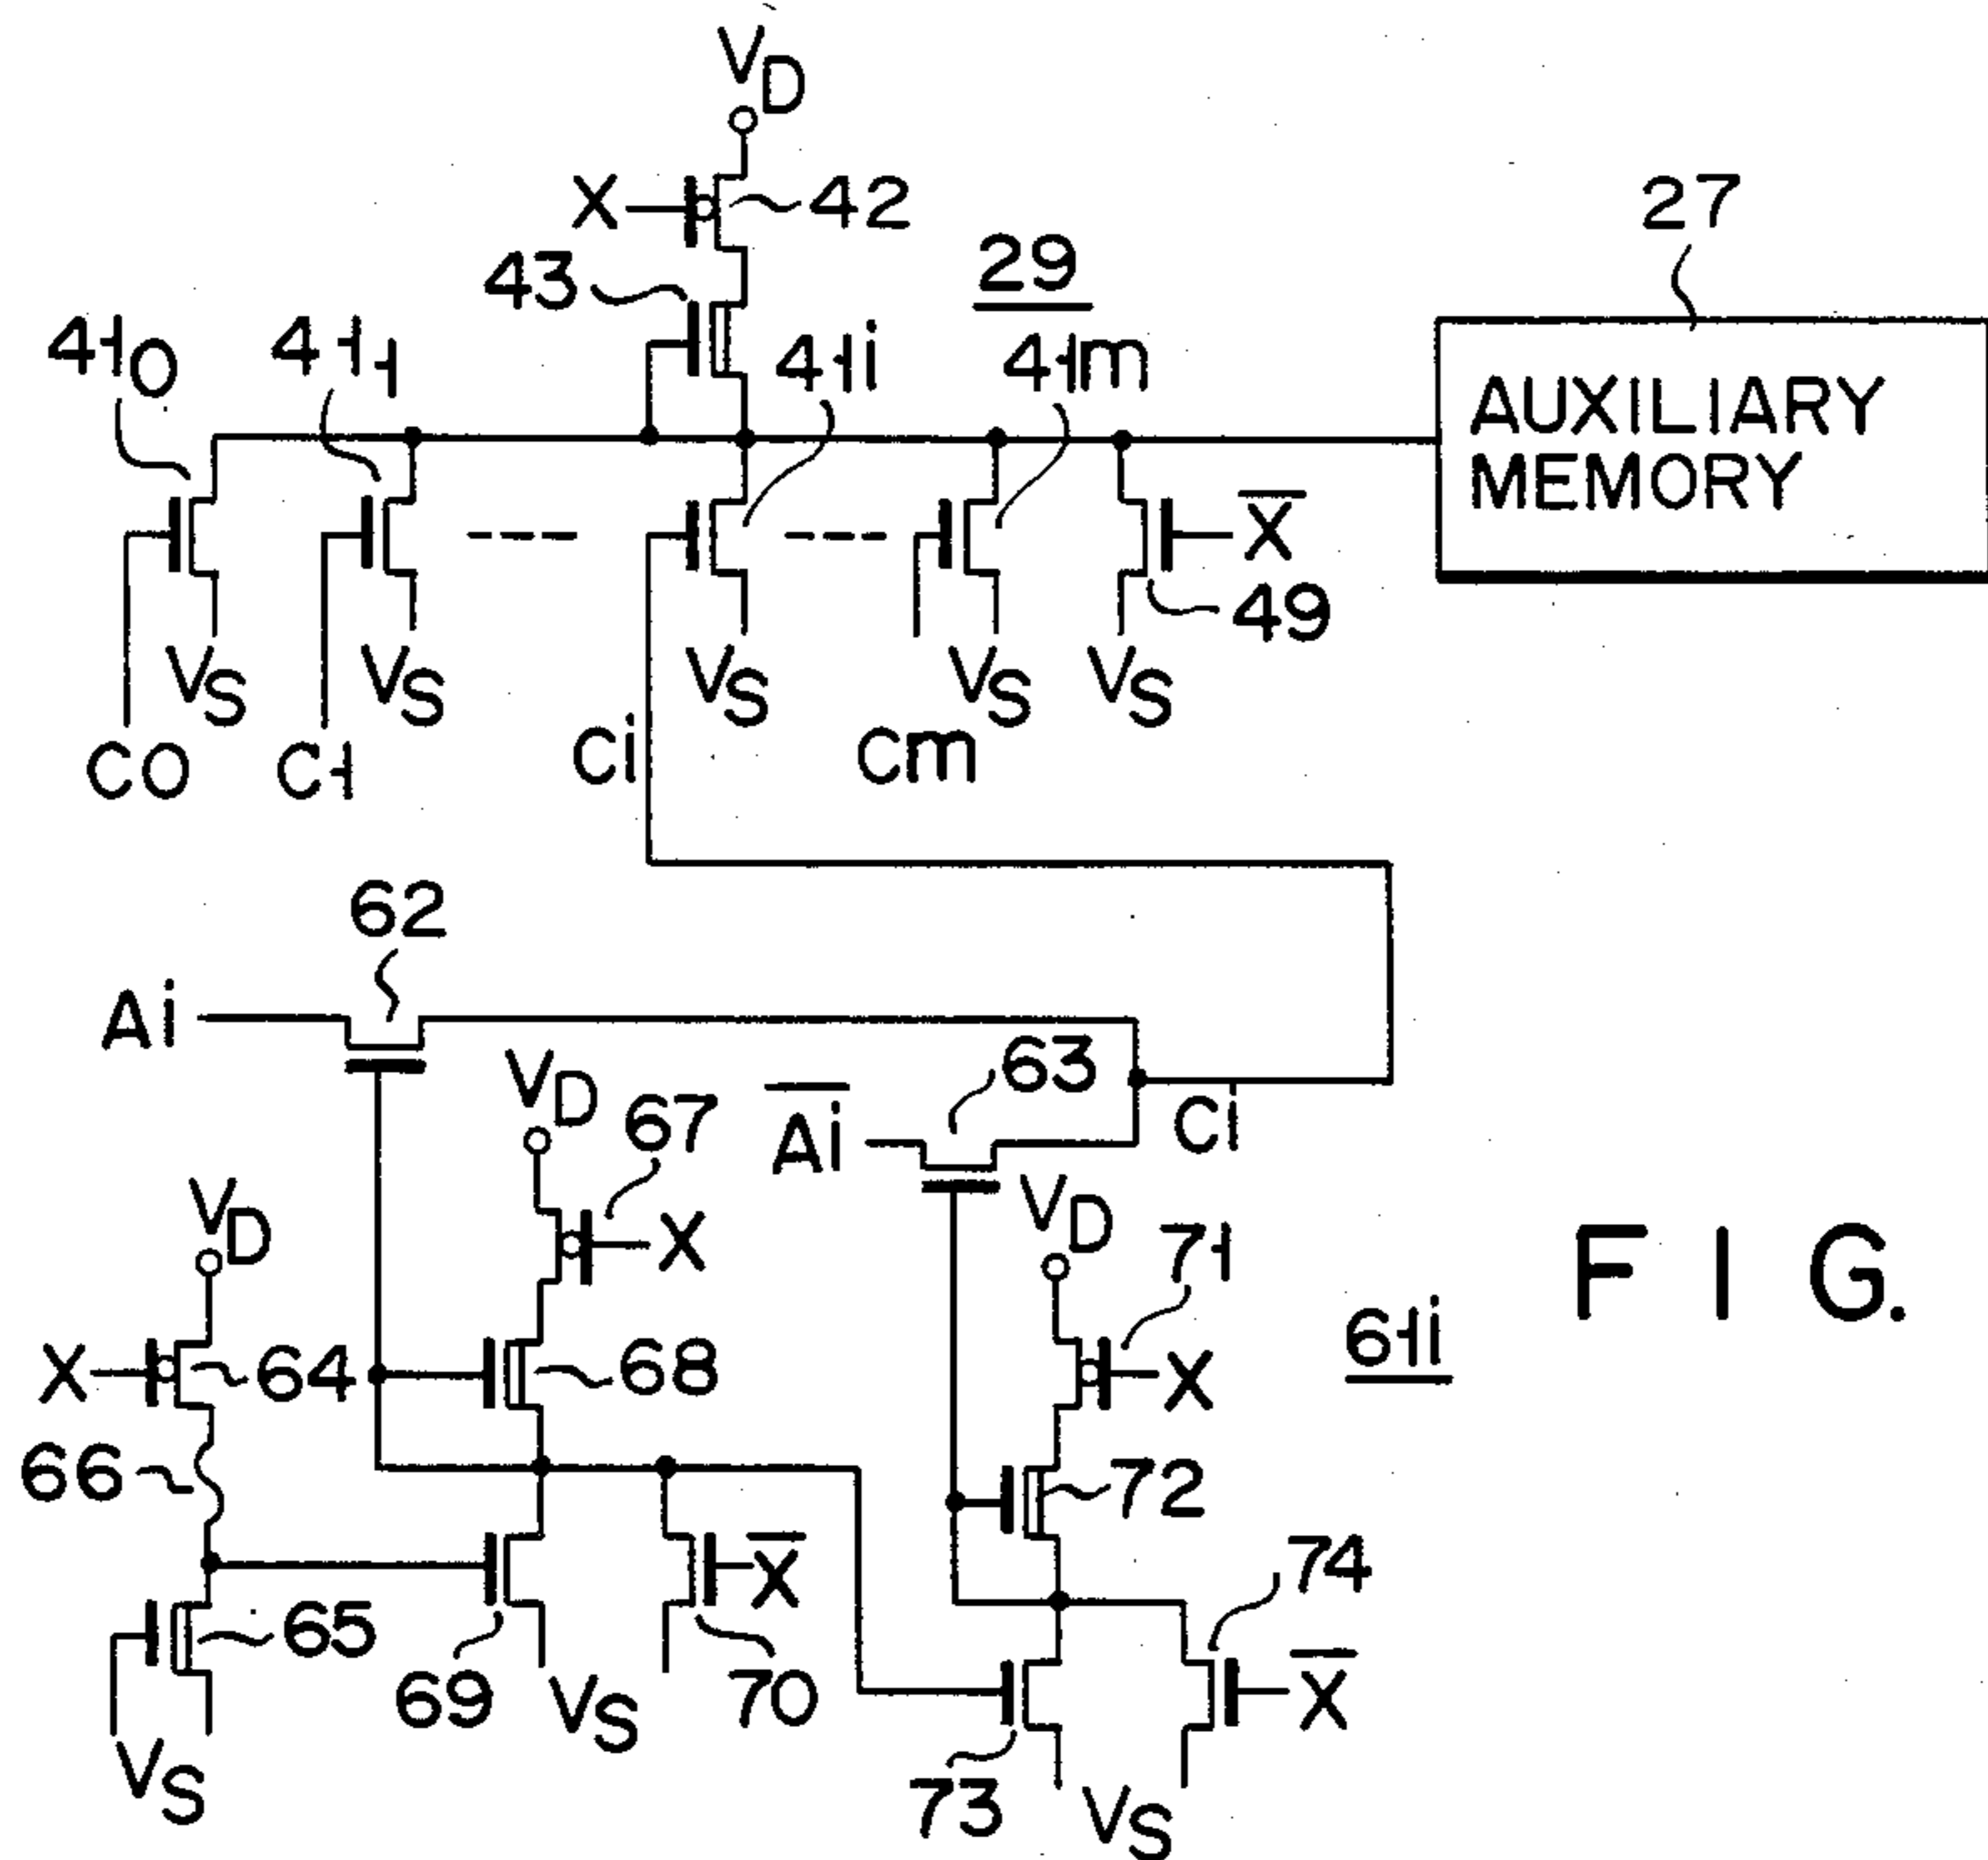 VD
X 42
43 29 27
410 411 41i 41m
AUXILIARY
MEMORY
X̅
49
VS VS VS VS VS
C0 C1 Ci Cm
62
Ai
63
VD 67 A̅i̅ Ci
VD X VD 71
61i FIG.
X 64 68 X
66 72
X̅ 74
65
69 VS 70 X̅
VS 73 VS